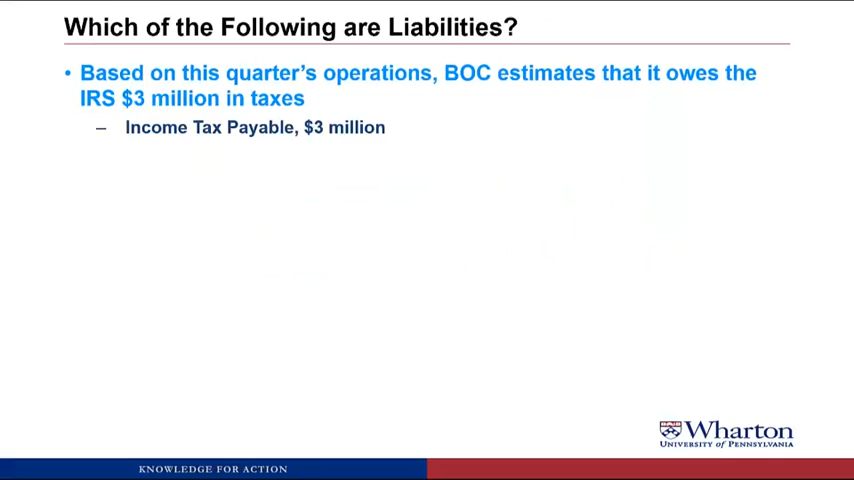 Which of the Following are Liabilities?
• Based on this quarter's operations, BOC estimates that it owes the
IRS $3 million in taxes
– Income Tax Payable, $3 million
Wharton
UNIVERSITY of PENNSYLVANIA
KNOWLEDGE FOR ACTION